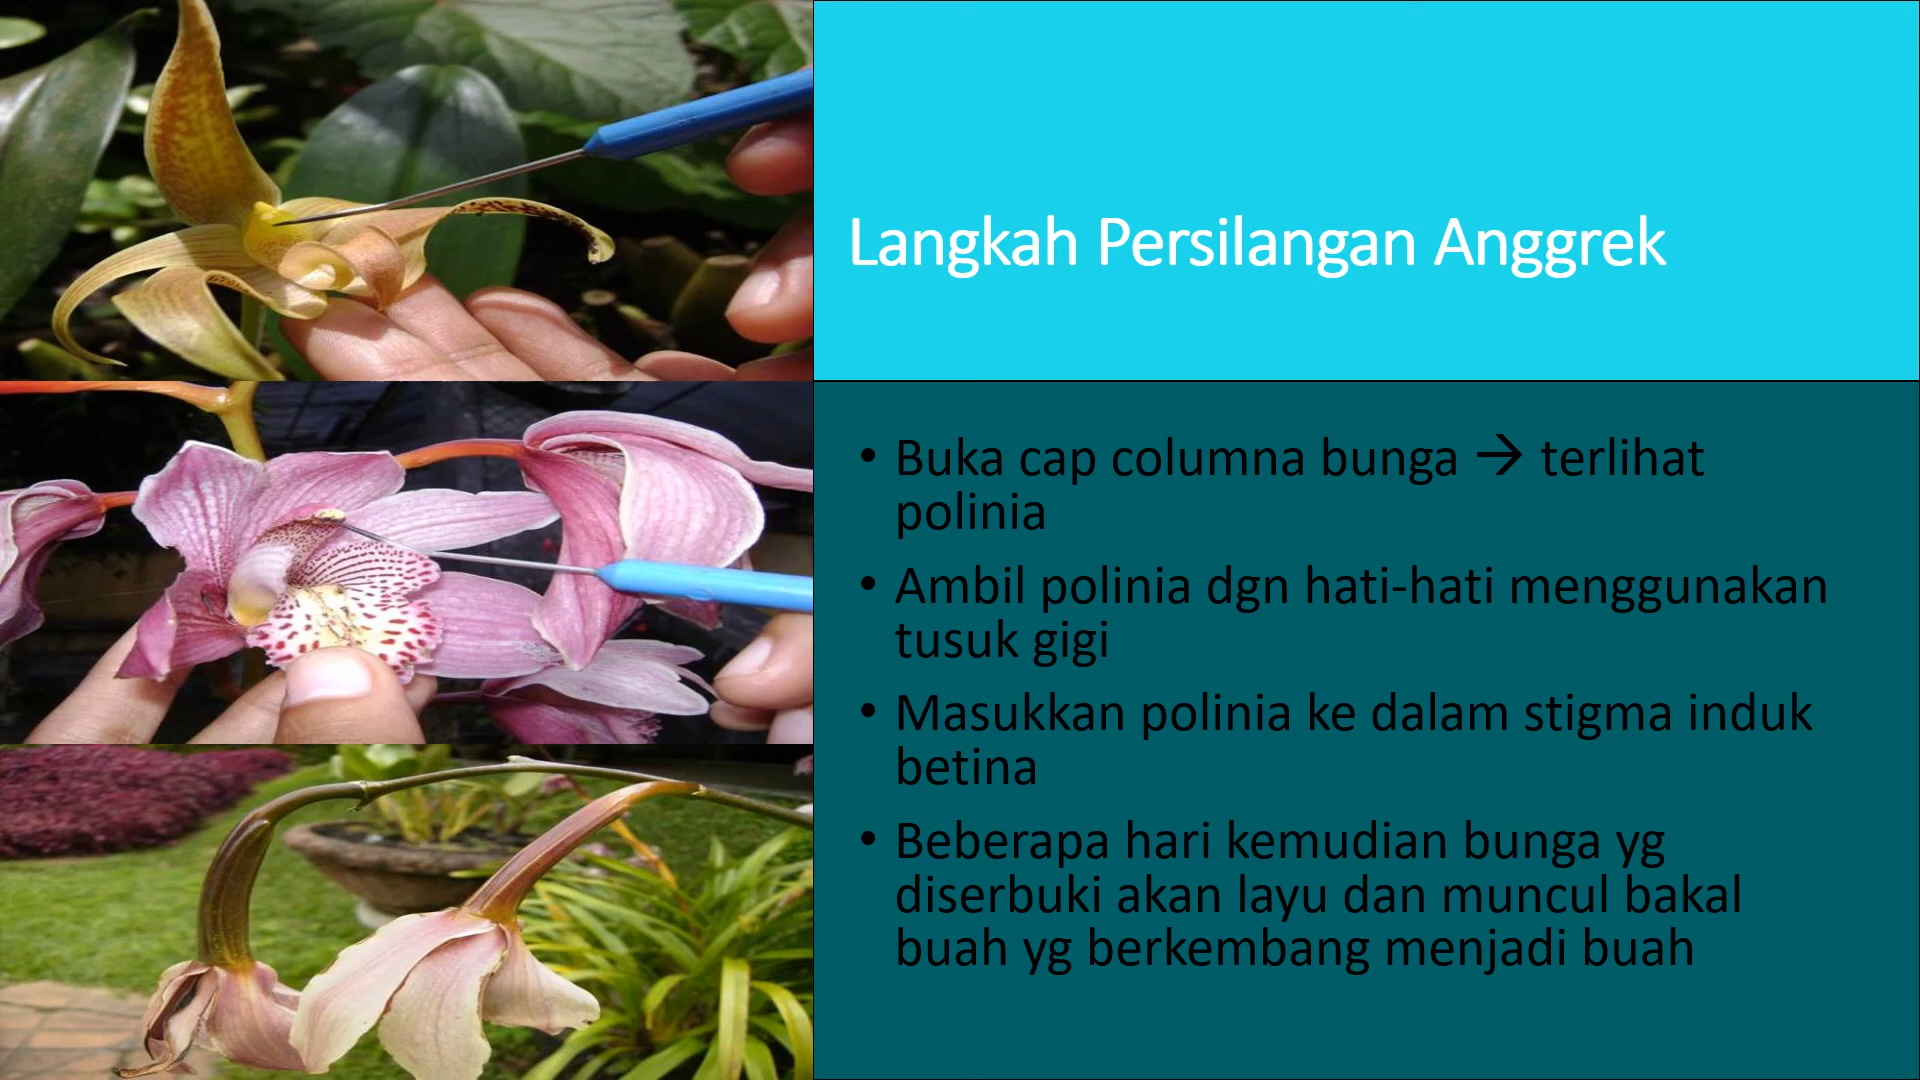 Langkah Persilangan Anggrek
• Buka cap columna bunga → terlihat
polinia
• Ambil polinia dgn hati-hati menggunakan
tusuk gigi
• Masukkan polinia ke dalam stigma induk
betina
• Beberapa hari kemudian bunga yg
diserbuki akan layu dan muncul bakal
buah yg berkembang menjadi buah